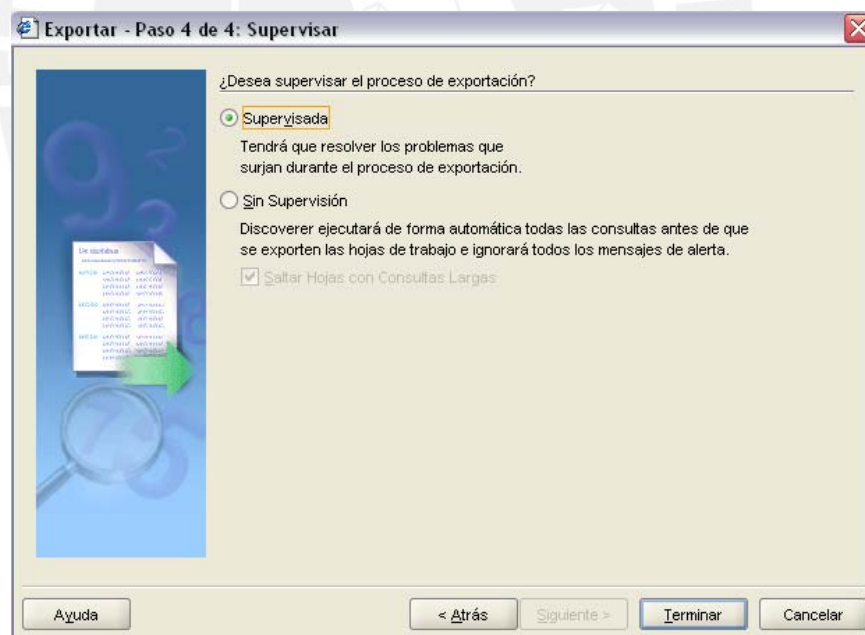 Exportar - Paso 4 de 4: Supervisar
¿Desea supervisar el proceso de exportación?
Supervisada
Tendrá que resolver los problemas que
surjan durante el proceso de exportación.
Sin Supervisión
Discoverer ejecutará de forma automática todas las consultas antes de que
se exporten las hojas de trabajo e ignorará todos los mensajes de alerta.
Saltar Hojas con Consultas Largas
Ayuda
< Atrás
Siguiente >
Terminar
Cancelar